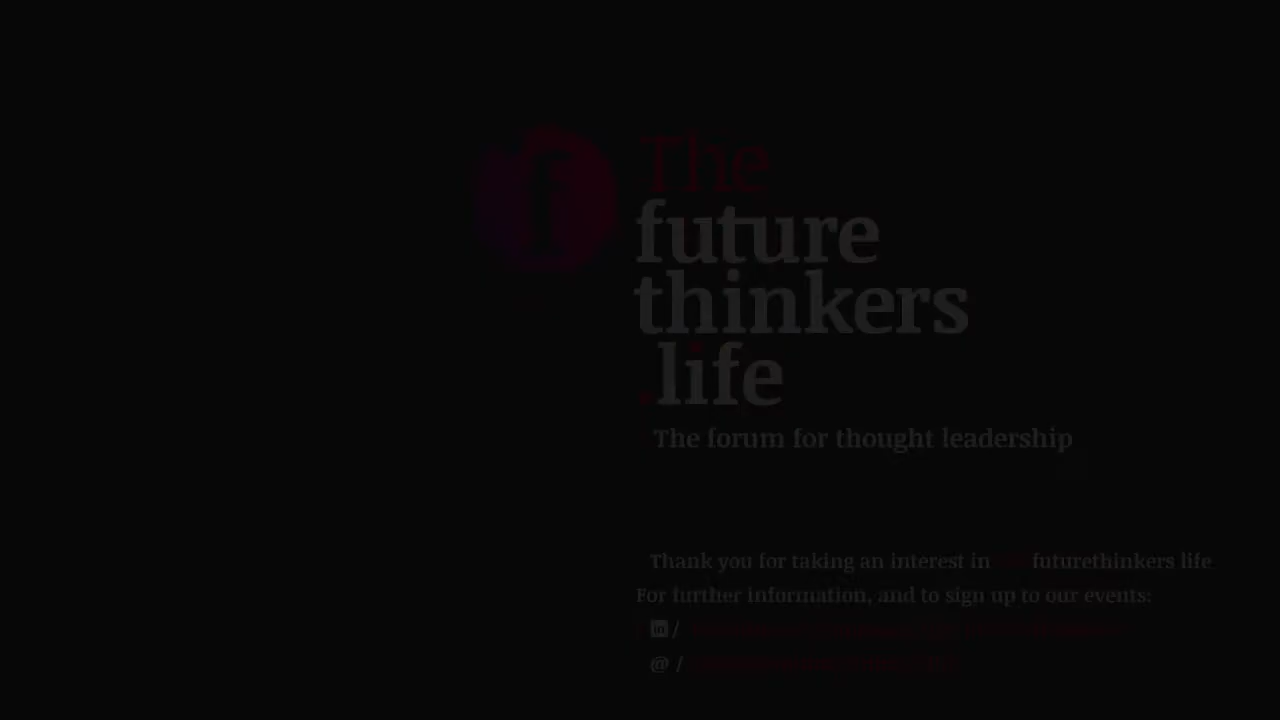 f
The
future
thinkers
.life
The forum for thought leadership
Thank you for taking an interest in futurethinkers life
For further information, and to sign up to our events:
in /
@ /